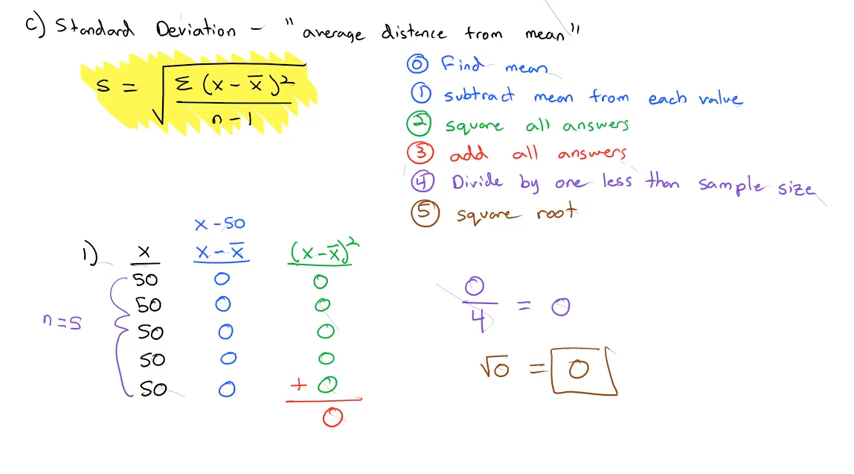 c) Standard Deviation - "average distance from mean"
s = √(Σ(x - x̄)² / (n - 1))
⓪ Find mean
① subtract mean from each value
② square all answers
③ add all answers
④ Divide by one less than sample size
⑤ square root
x - 50
1) x x - x̄ (x - x̄)²
50 0 0
50 0 0
50 0 0
50 0 0
50 0 + 0
0
n = 5
0/4 = 0
√0 = 0